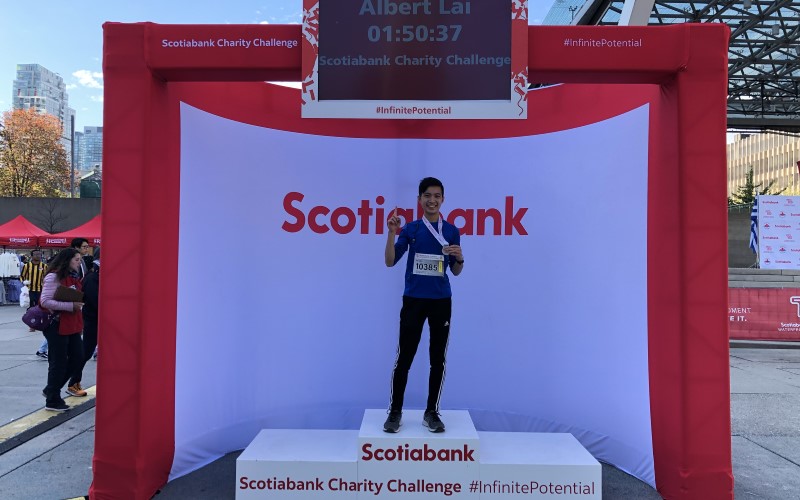 Albert Lai
01:50:37
Scotiabank Charity Challenge
#InfinitePotential
Scotiabank Charity Challenge
#InfinitePotential
Scotiabank
10385
Scotiabank
Scotiabank Charity Challenge #InfinitePotential